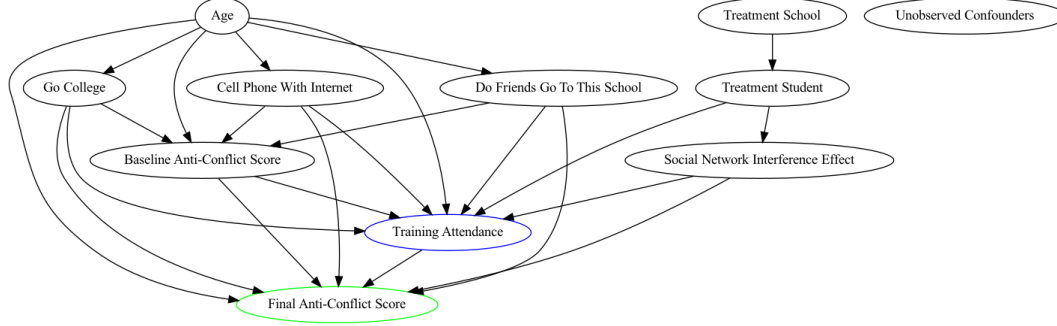 Age
Treatment School
Unobserved Confounders
Go College
Cell Phone With Internet
Do Friends Go To This School
Treatment Student
Baseline Anti-Conflict Score
Social Network Interference Effect
Training Attendance
Final Anti-Conflict Score